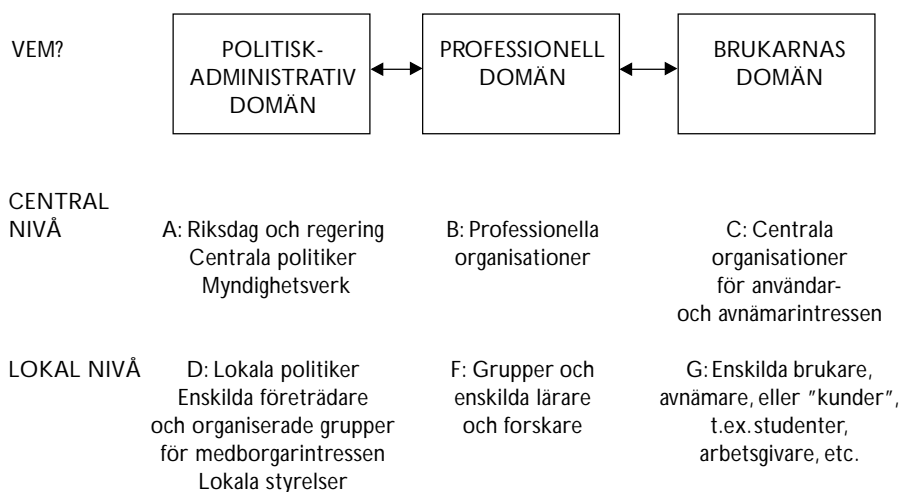 VEM?
POLITISK-
ADMINISTRATIV
DOMÄN
PROFESSIONELL
DOMÄN
BRUKARNAS
DOMÄN
CENTRAL
NIVÅ
A: Riksdag och regering
Centrala politiker
Myndighetsverk
B: Professionella
organisationer
C: Centrala
organisationer
för användar-
och avnämarintressen
LOKAL NIVÅ
D: Lokala politiker
Enskilda företrädare
och organiserade grupper
för medborgarintressen
Lokala styrelser
F: Grupper och
enskilda lärare
och forskare
G: Enskilda brukare,
avnämare, eller ”kunder”,
t.ex. studenter,
arbetsgivare, etc.